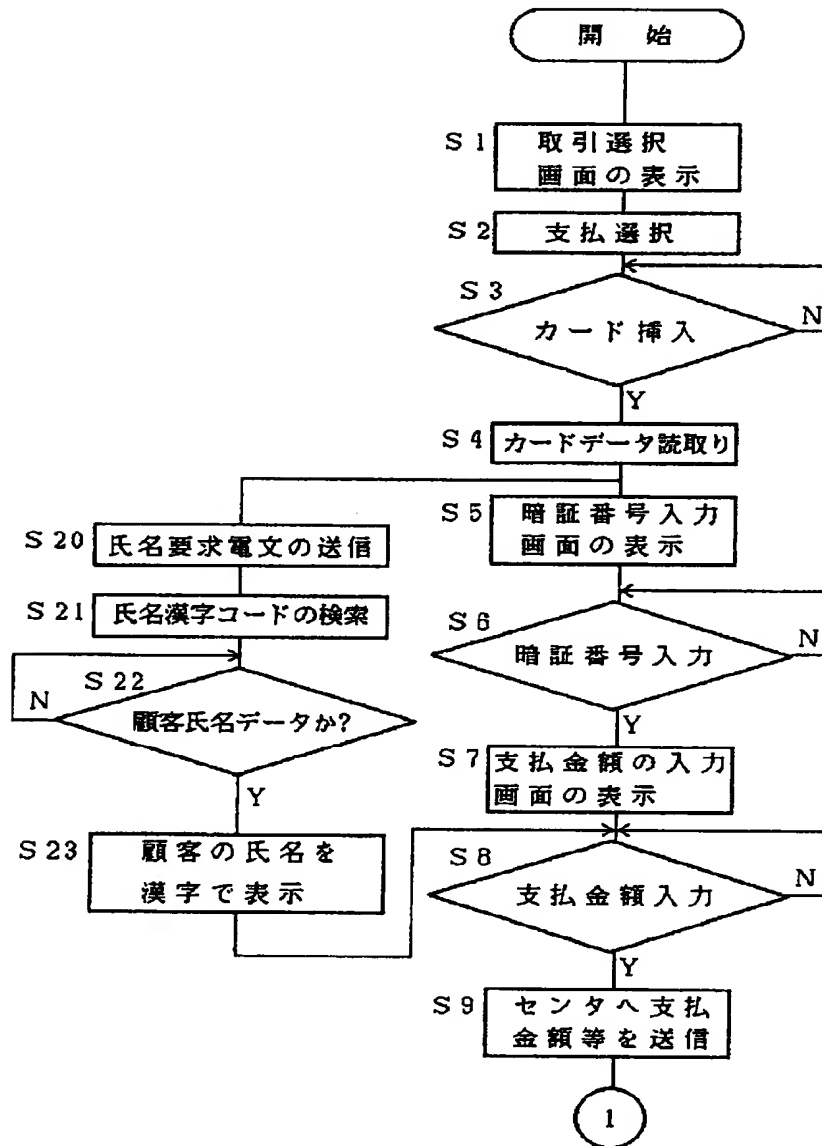 開始
S1
取引選択
画面の表示
S2
支払選択
S3
カード挿入
N
Y
S4
カードデータ読取り
S5
暗証番号入力
画面の表示
S20
氏名要求電文の送信
S21
氏名漢字コードの検索
S6
暗証番号入力
N
Y
S22
顧客氏名データか?
N
Y
S7
支払金額の入力
画面の表示
S23
顧客の氏名を
漢字で表示
S8
支払金額入力
N
Y
S9
センタへ支払
金額等を送信
1